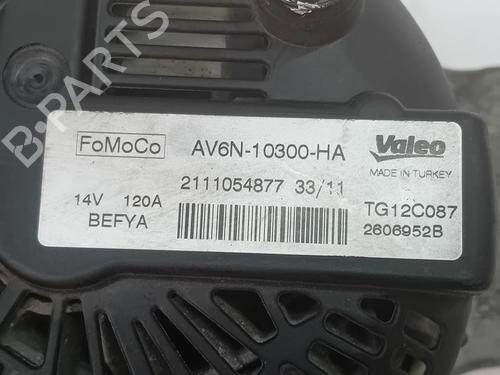 B-PARTS
FoMoCo AV6N-10300-HA Valeo
MADE IN TURKEY
2111054877 33/11
14V 120A TG12C087
BEFYA 2606952B